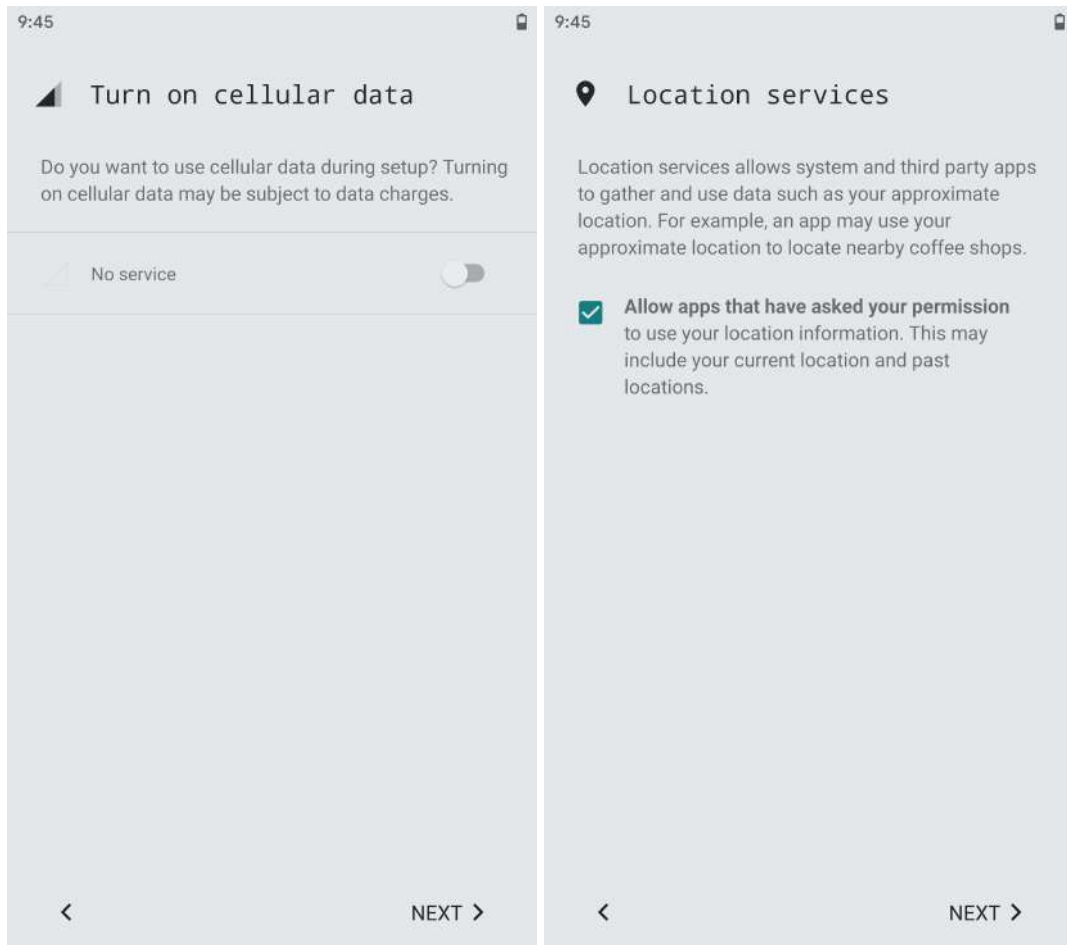 9:45
Turn on cellular data
Do you want to use cellular data during setup? Turning
on cellular data may be subject to data charges.
No service
NEXT
9:45
Location services
Location services allows system and third party apps
to gather and use data such as your approximate
location. For example, an app may use your
approximate location to locate nearby coffee shops.
Allow apps that have asked your permission
to use your location information. This may
include your current location and past
locations.
NEXT